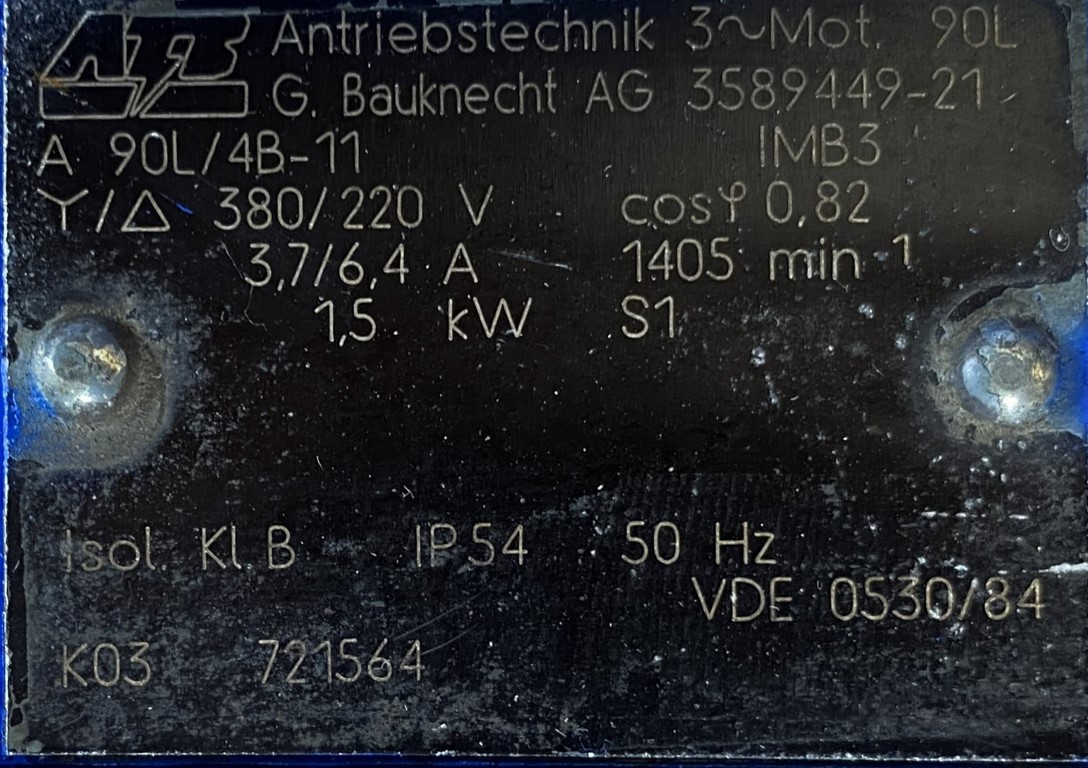 ATB Antriebstechnik 3~Mot. 90L
G. Bauknecht AG 3589449-21
A 90L/4B-11 IMB3
Y/Δ 380/220 V cosφ 0,82
3,7/6,4 A 1405 min-1
1,5 kW S1
Isol. Kl.B IP54 50 Hz
VDE 0530/84
K03 721564